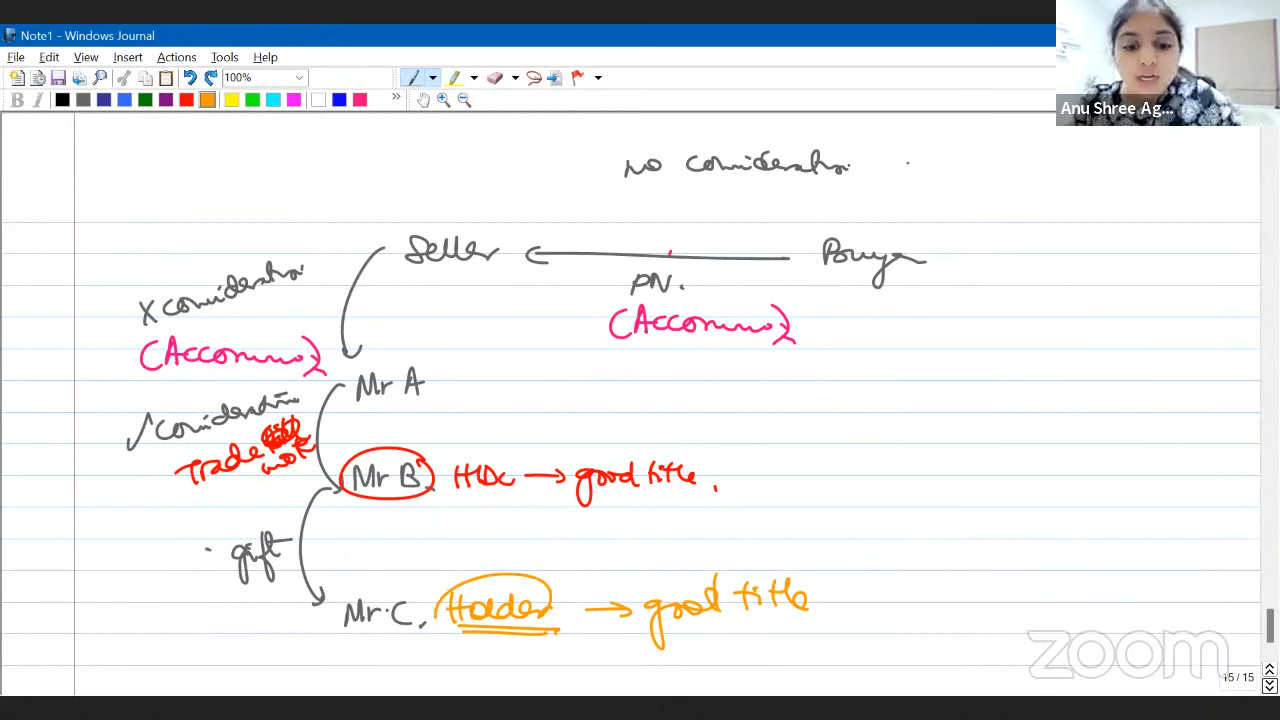 Note1 - Windows Journal
File Edit View Insert Actions Tools Help
100%
B I
Anu Shree Ag...
No consideration
Seller Buyer
PN.
(Accommo)
X consideration
(Accommo)
Mr A
✓ consideration
Trade
Mr B HDC → good title.
gift
Mr. C. Holder → good title
zoom
15 / 15